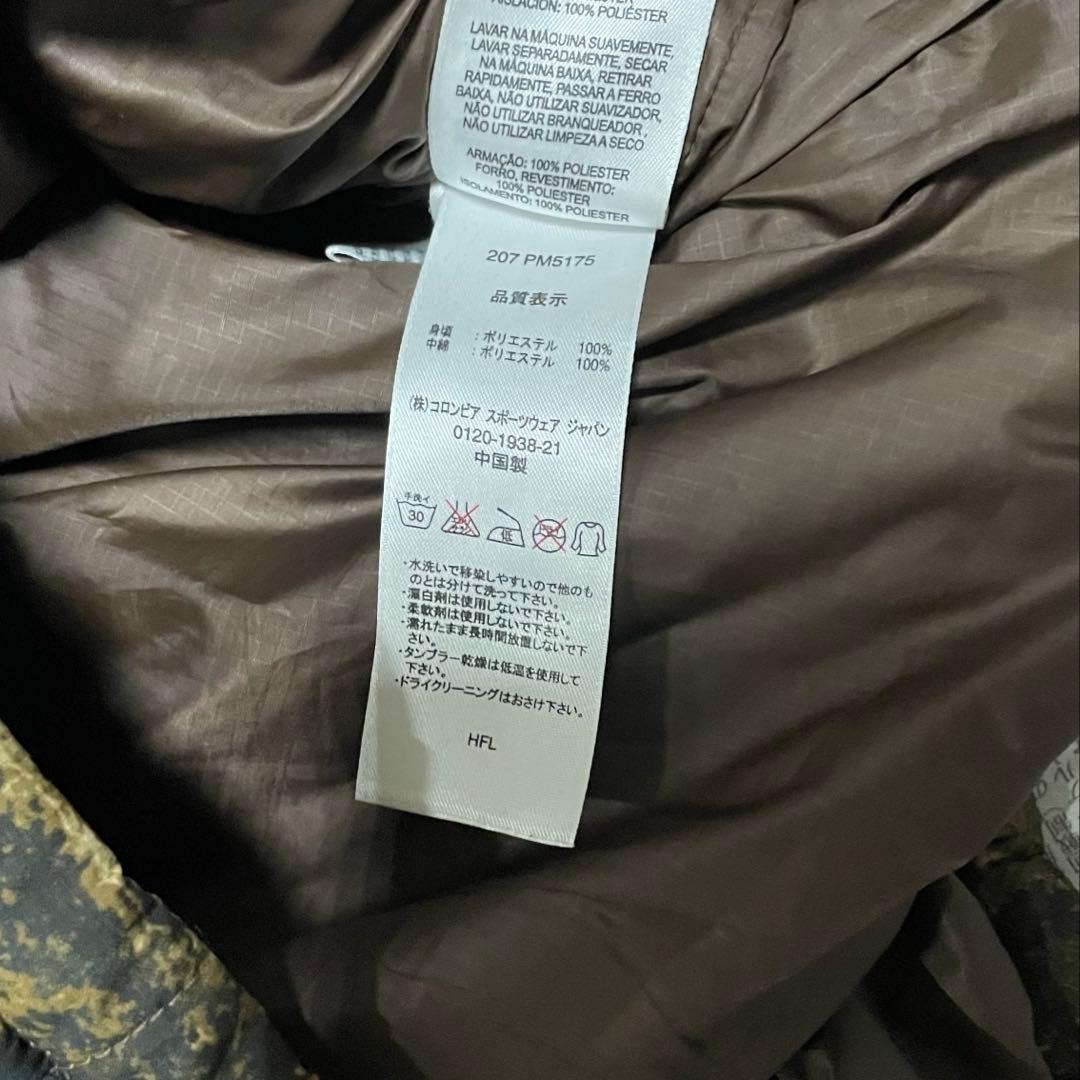 AISLACIÓN: 100% POLIÉSTER
LAVAR NA MÁQUINA SUAVEMENTE,
LAVAR SEPARADAMENTE, SECAR
NA MÁQUINA BAIXA, RETIRAR
RAPIDAMENTE, PASSAR A FERRO
BAIXA, NÃO UTILIZAR SUAVIZADOR,
NÃO UTILIZAR BRANQUEADOR,
NÃO UTILIZAR LIMPEZA A SECO
ARMAÇÃO: 100% POLIESTER
FORRO, REVESTIMENTO:
100% POLIESTER
ISOLAMENTO: 100% POLIESTER
207 PM5175
品質表示
身頃 : ポリエステル 100%
中綿 : ポリエステル 100%
(株)コロンビア スポーツウェア ジャパン
0120-1938-21
中国製
手洗イ
30
低
・水洗いで移染しやすいので他のも
のとは分けて洗って下さい。
・漂白剤は使用しないで下さい。
・柔軟剤は使用しないで下さい。
・濡れたまま長時間放置しないで下
さい。
・タンブラー乾燥は低温を使用して
下さい。
・ドライクリーニングはおさけ下さい。
HFL